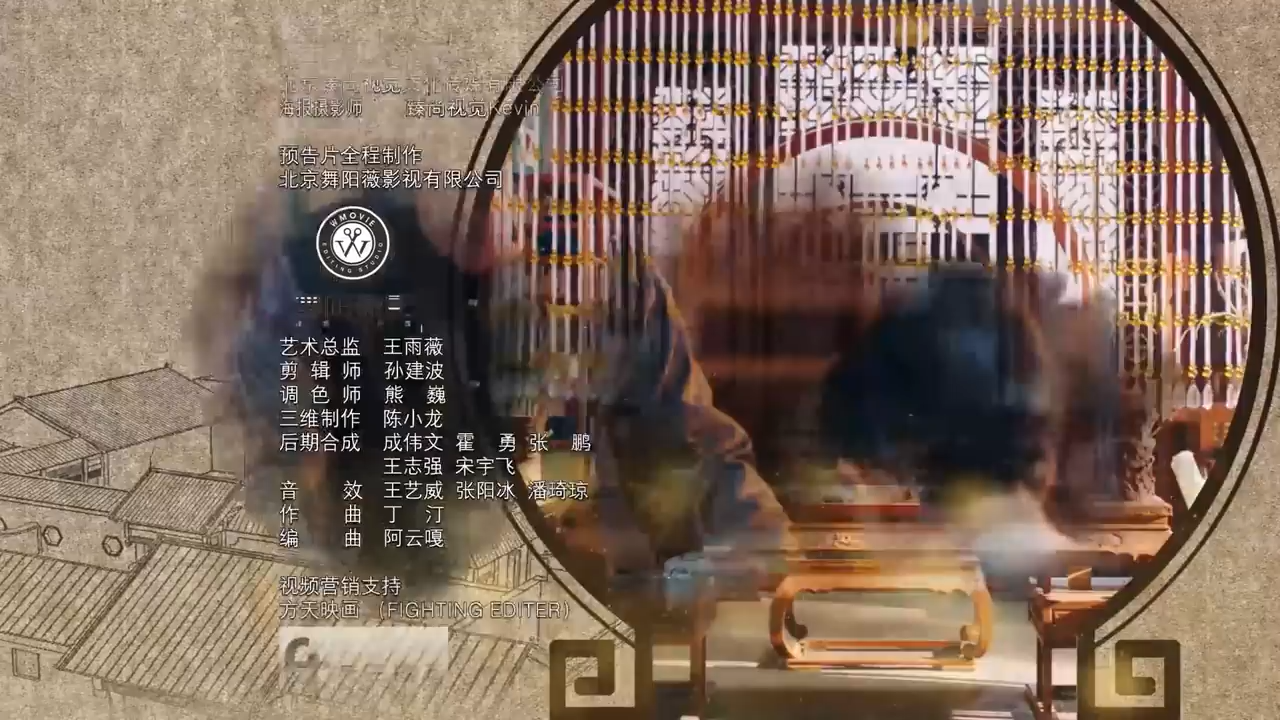 海报摄影师 臻尚视觉Kevin
预告片全程制作
北京舞阳薇影视有限公司
WMOVIE
EDITING STUDIO
艺术总监 王雨薇
剪辑师 孙建波
调色师 熊巍
三维制作 陈小龙
后期合成 成伟文 霍勇 张鹏
王志强 宋宇飞
音效 王艺威 张阳冰 潘琦琼
作曲 丁汀
编曲 阿云嘎
视频营销支持
方天映画 (FIGHTING EDITER)